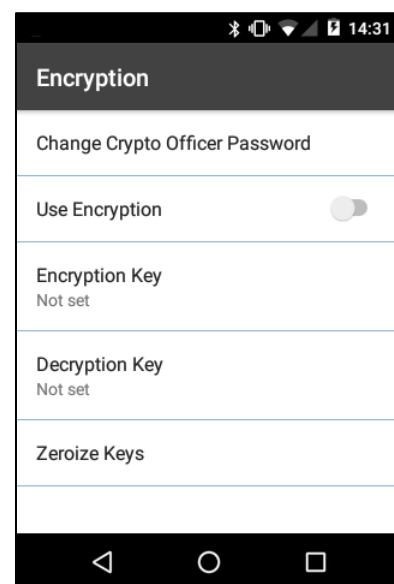 14:31
Encryption
Change Crypto Officer Password
Use Encryption
Encryption Key
Not set
Decryption Key
Not set
Zeroize Keys